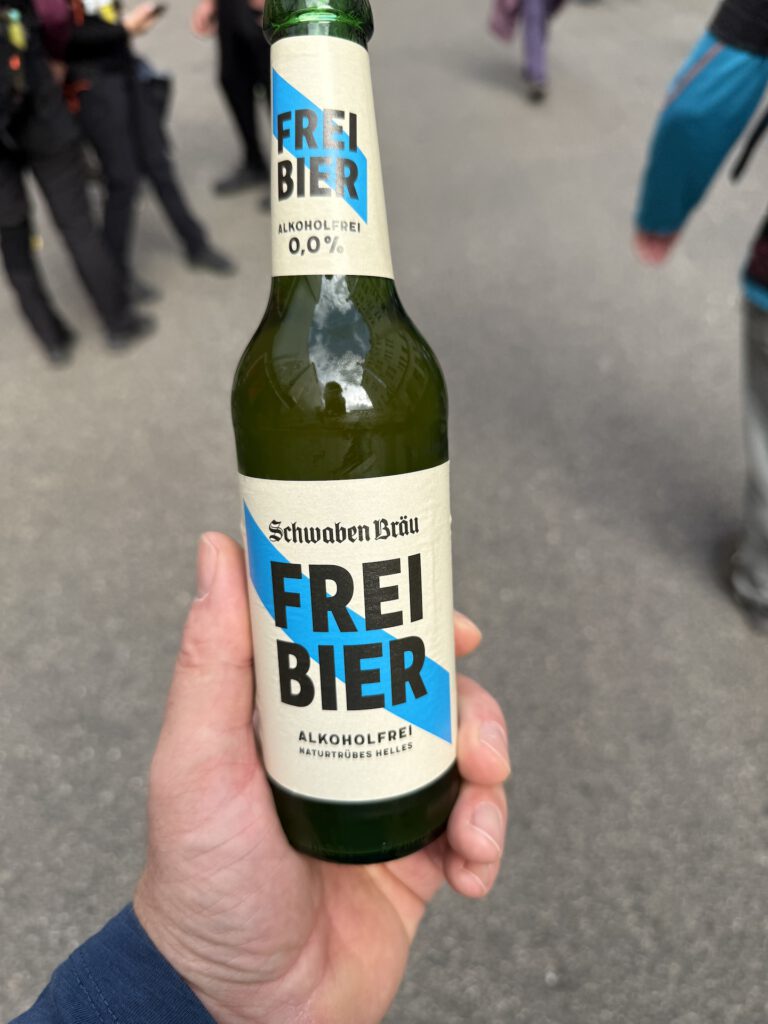 FREI
BIER
ALKOHOLFREI
0,0%
Schwaben Bräu
FREI
BIER
ALKOHOLFREI
NATURTRÜBES HELLES